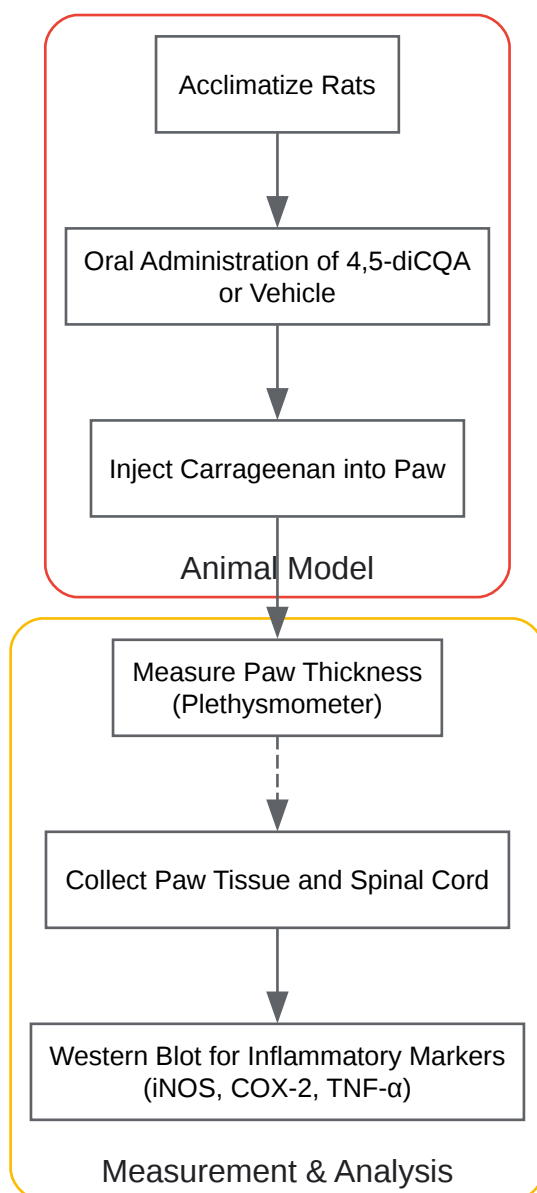 Acclimatize Rats
Oral Administration of 4,5-diCQA
or Vehicle
Inject Carrageenan into Paw
Animal Model
Measure Paw Thickness
(Plethysmometer)
Collect Paw Tissue and Spinal Cord
Western Blot for Inflammatory Markers
(iNOS, COX-2, TNF-α)
Measurement & Analysis